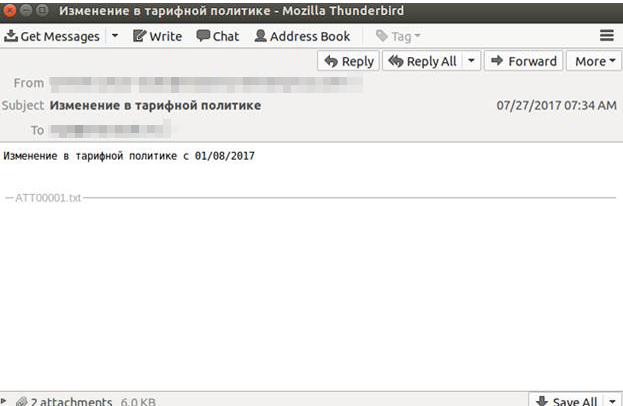 Изменение в тарифной политике - Mozilla Thunderbird
Get Messages Write Chat Address Book Tag
Reply Reply All Forward More
From
Subject Изменение в тарифной политике 07/27/2017 07:34 AM
To
Изменение в тарифной политике с 01/08/2017
ATT00001.txt
2 attachments 6.0 KB Save All